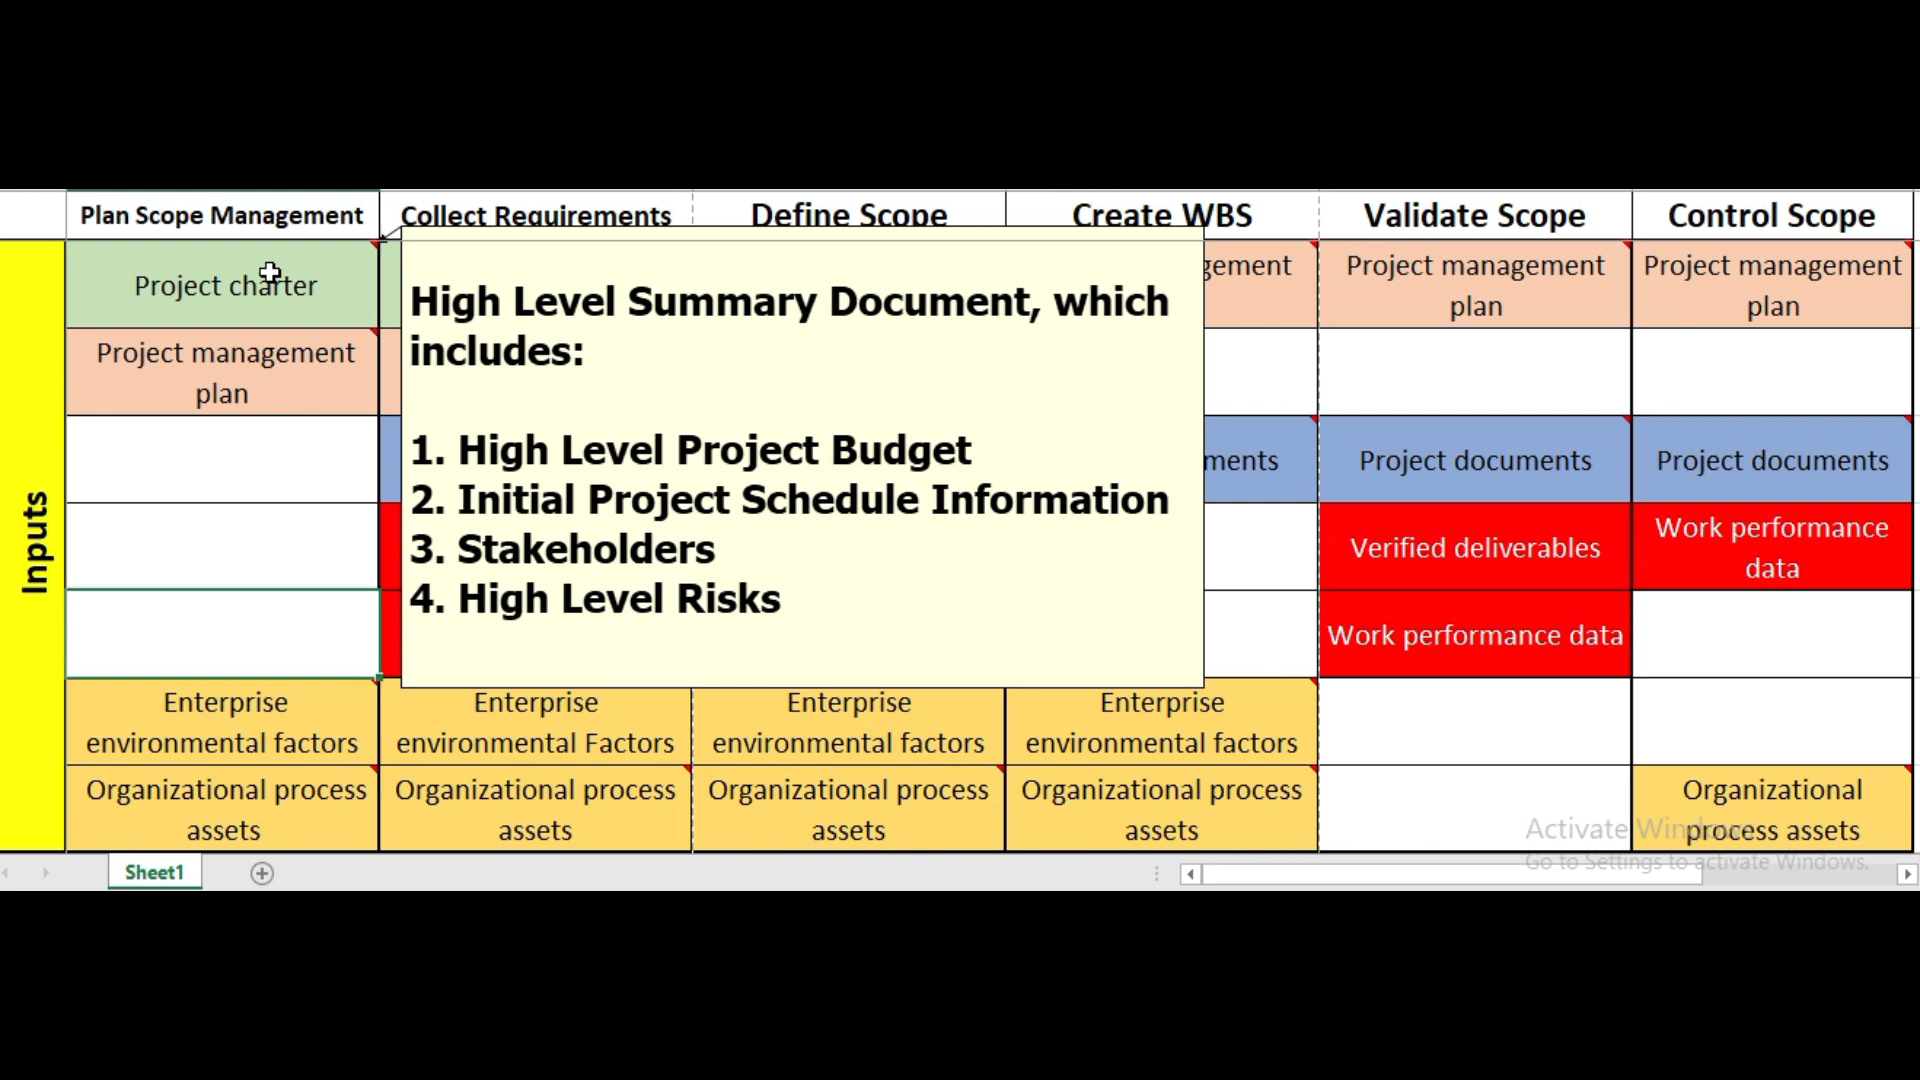 Plan Scope Management
Collect Requirements
Define Scope
Create WBS
Validate Scope
Control Scope
Inputs
Project charter
Project management
plan
High Level Summary Document, which
includes:
1. High Level Project Budget
2. Initial Project Schedule Information
3. Stakeholders
4. High Level Risks
Project management
plan
Project management
plan
Project documents
Project documents
Verified deliverables
Work performance
data
Work performance data
Enterprise
environmental factors
Enterprise
environmental Factors
Enterprise
environmental factors
Enterprise
environmental factors
Organizational process
assets
Organizational process
assets
Organizational process
assets
Organizational process
assets
Organizational
process assets
Activate Windows
Go to Settings to activate Windows.
Sheet1